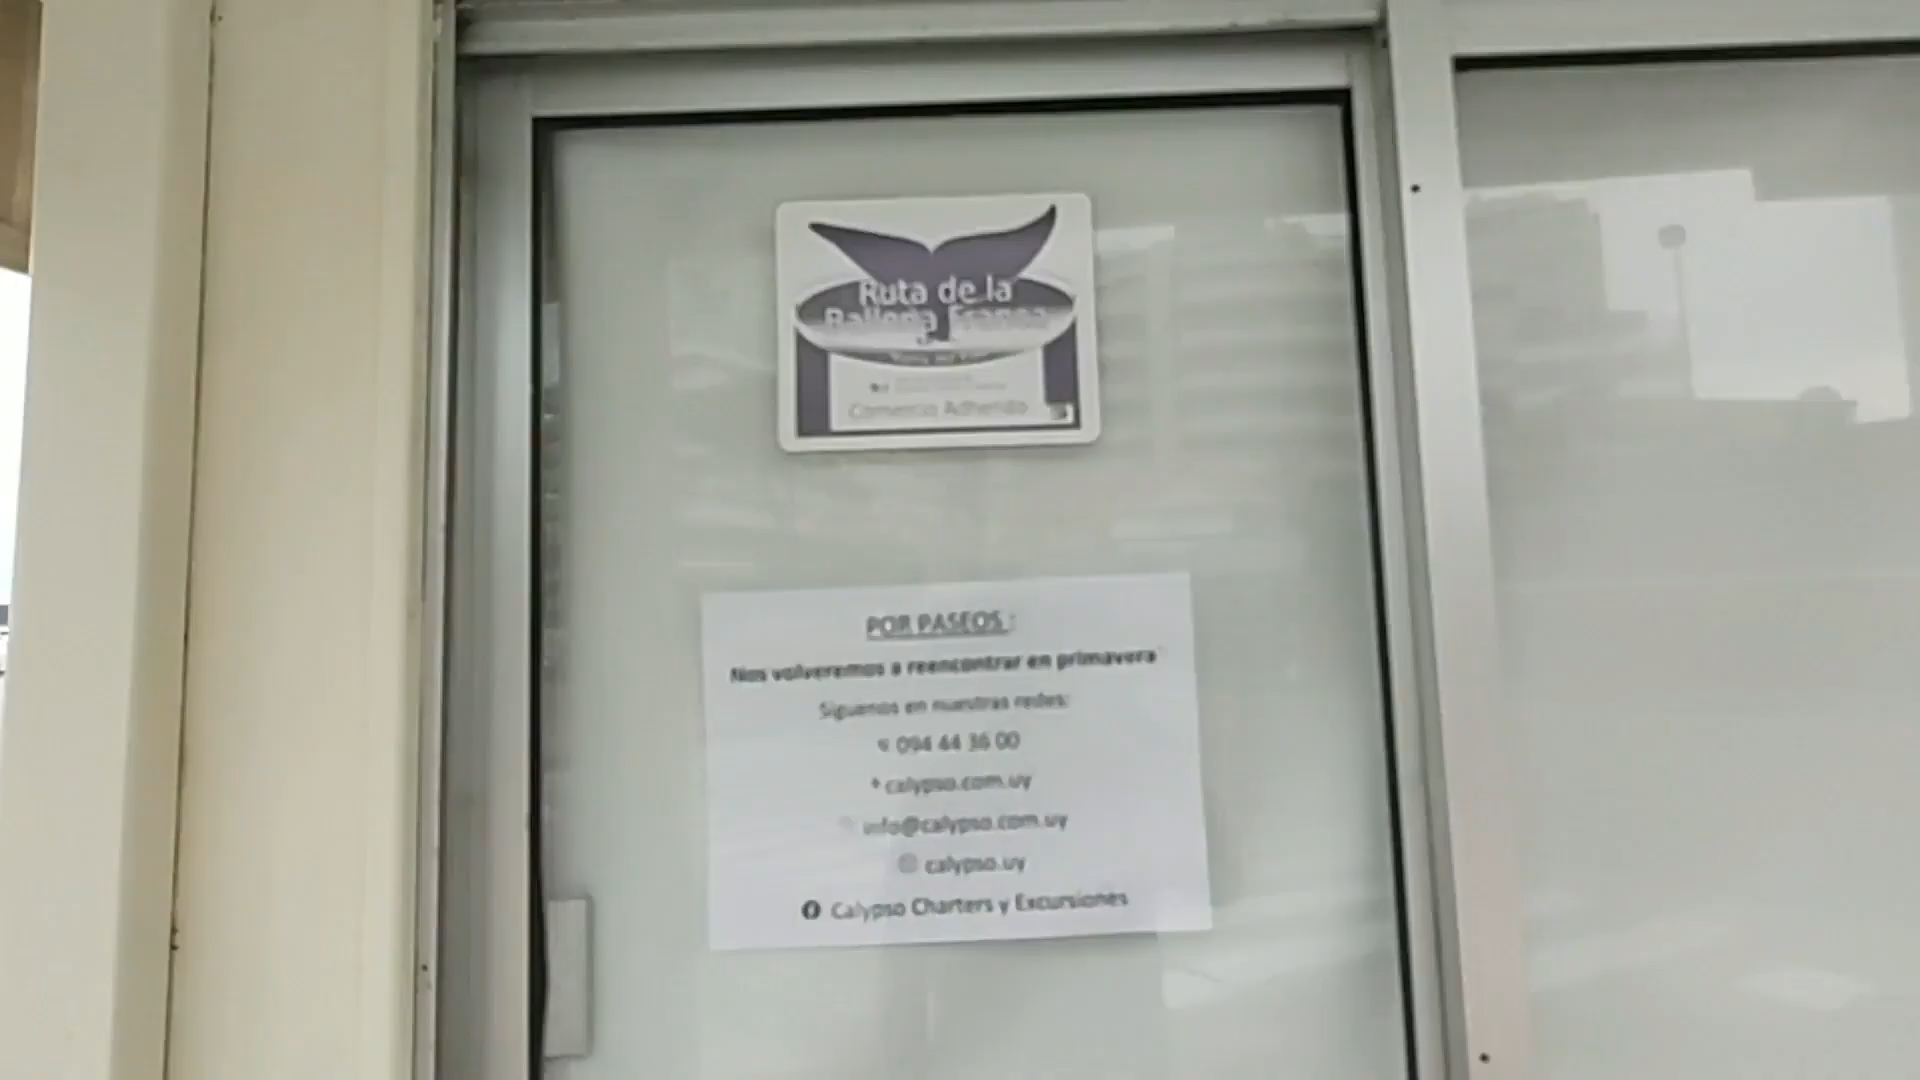 Ruta de la
Ballena Franca
Comercio Adherido
POR PASEOS :
Nos volveremos a reencontrar en primavera
Síguenos en nuestras redes:
094 44 36 00
calypso.com.uy
info@calypso.com.uy
calypso.uy
Calypso Charters y Excursiones